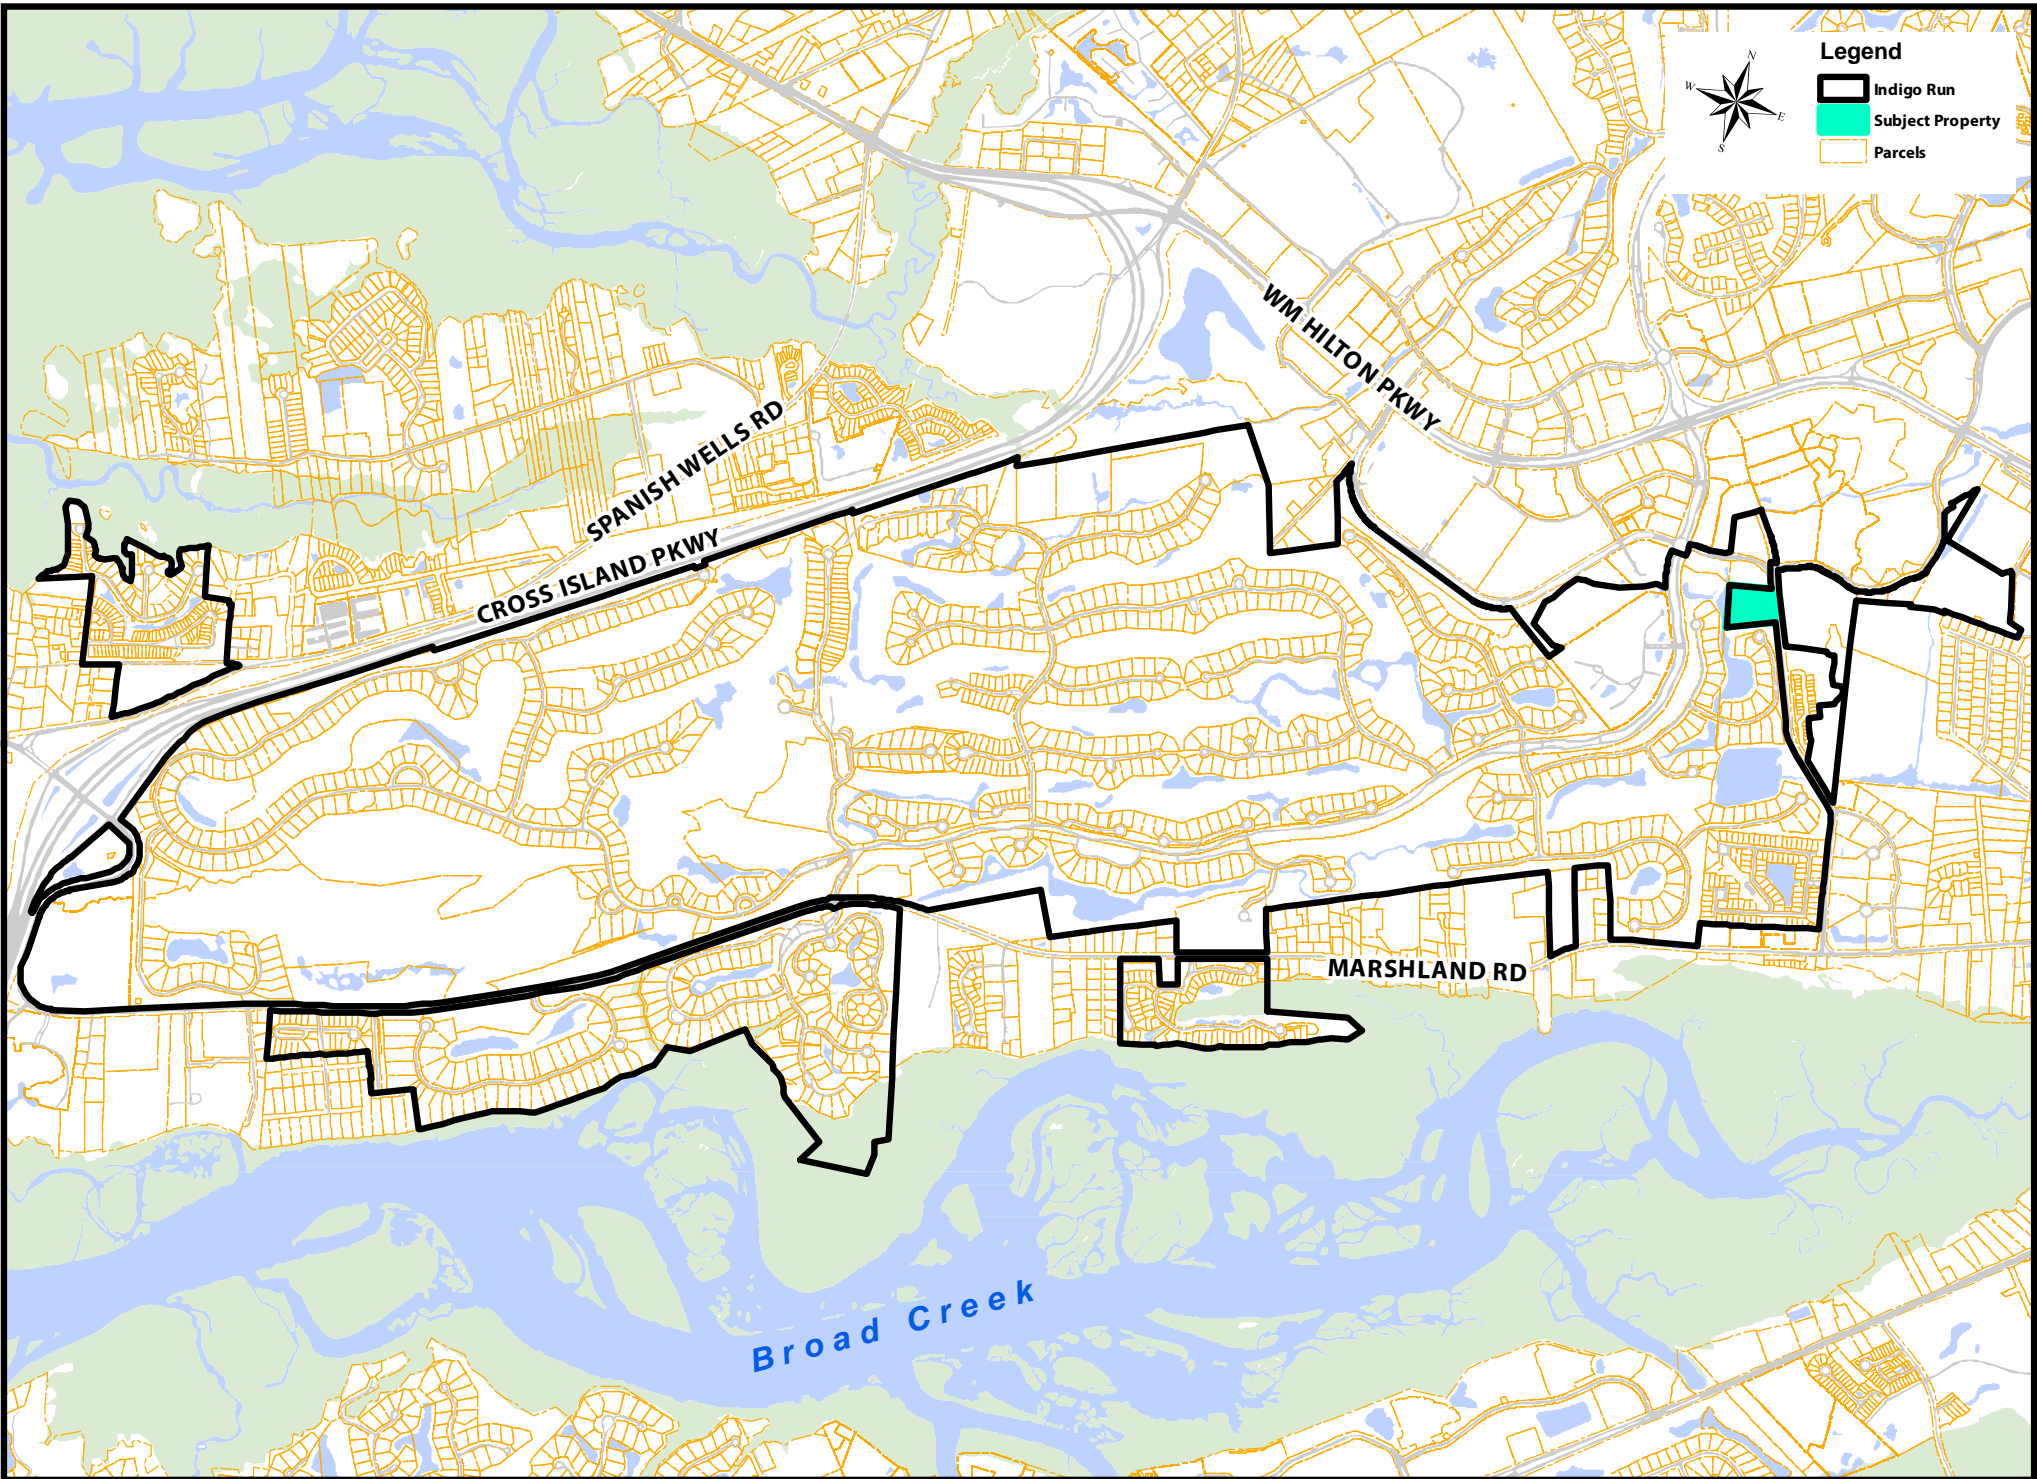 Legend
N
W
E
S
Indigo Run
Subject Property
Parcels
WM HILTON PKWY
SPANISH WELLS RD
CROSS ISLAND PKWY
MARSHLAND RD
Broad Creek